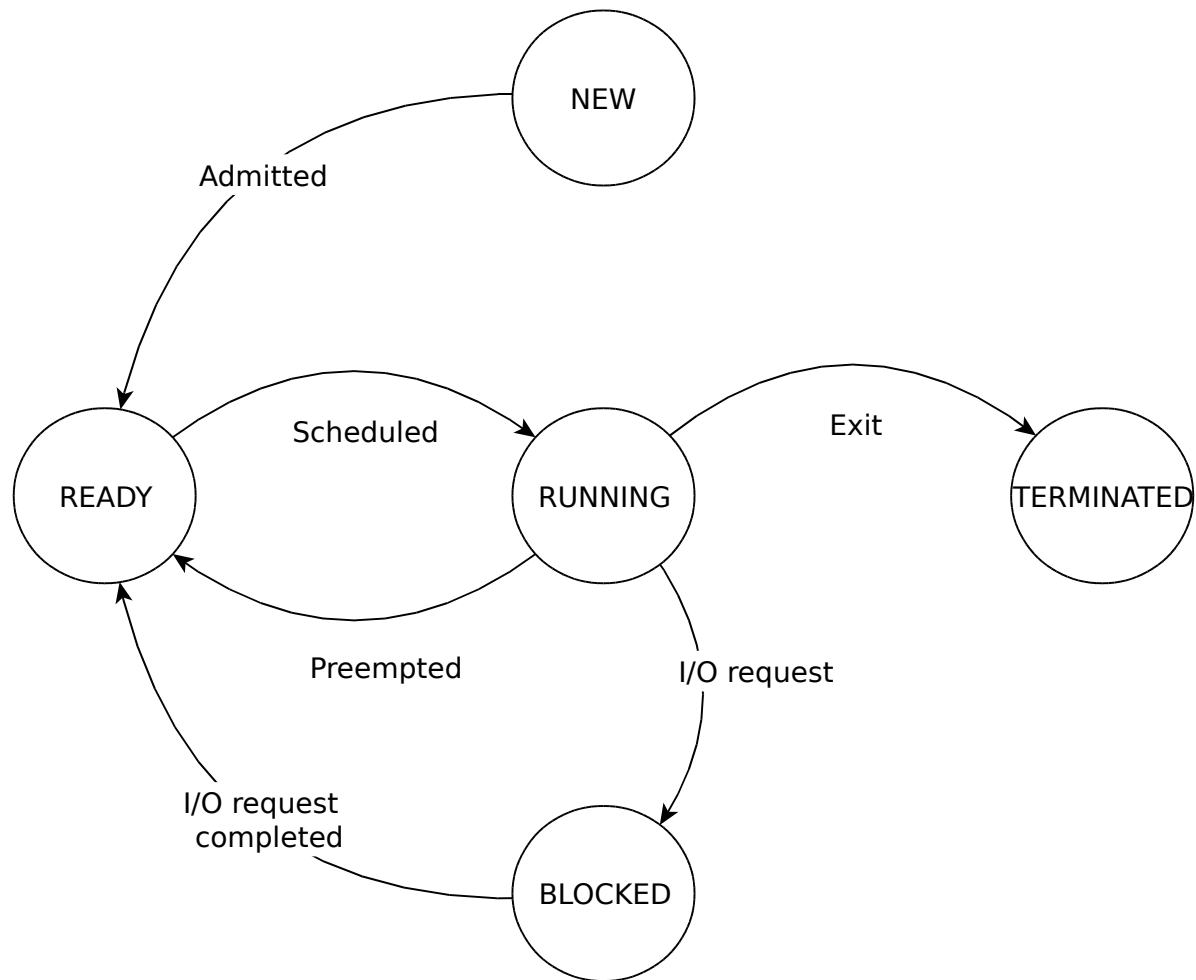 NEW
Admitted
Scheduled
Exit
READY
RUNNING
TERMINATED
Preempted
I/O request
I/O request
completed
BLOCKED